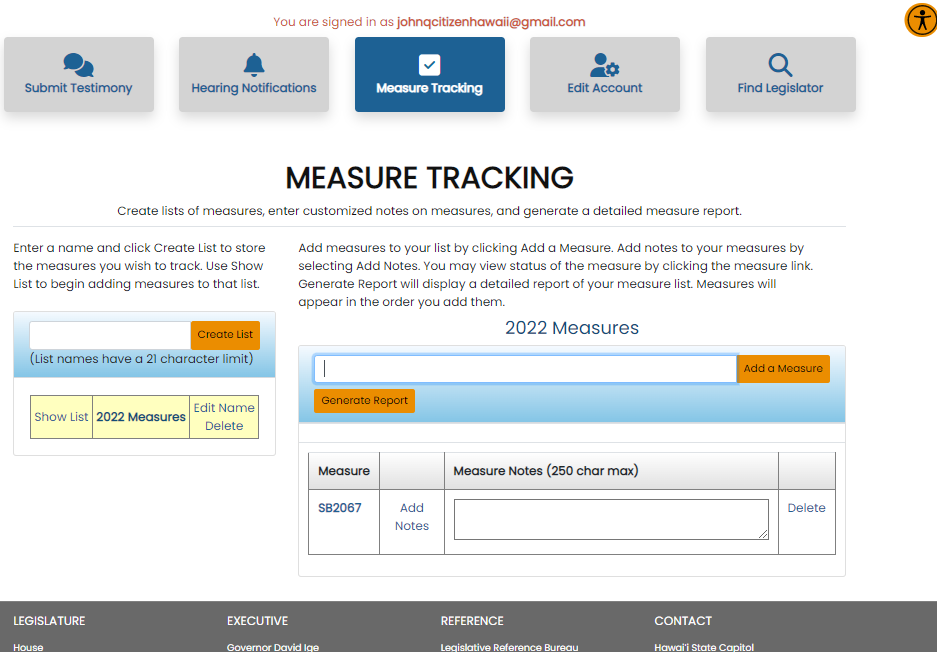 You are signed in as johnqcitizenhawaii@gmail.com
Submit Testimony
Hearing Notifications
Measure Tracking
Edit Account
Find Legislator
MEASURE TRACKING
Create lists of measures, enter customized notes on measures, and generate a detailed measure report.
Enter a name and click Create List to store
the measures you wish to track. Use Show
List to begin adding measures to that list.
Create List
(List names have a 21 character limit)
Show List
2022 Measures
Edit Name
Delete
Add measures to your list by clicking Add a Measure. Add notes to your measures by
selecting Add Notes. You may view status of the measure by clicking the measure link.
Generate Report will display a detailed report of your measure list. Measures will
appear in the order you add them.
2022 Measures
Add a Measure
Generate Report
Measure
Measure Notes (250 char max)
SB2067
Add
Notes
Delete
LEGISLATURE
EXECUTIVE
REFERENCE
CONTACT
House
Governor David Ige
Legislative Reference Bureau
Hawai'i State Capitol